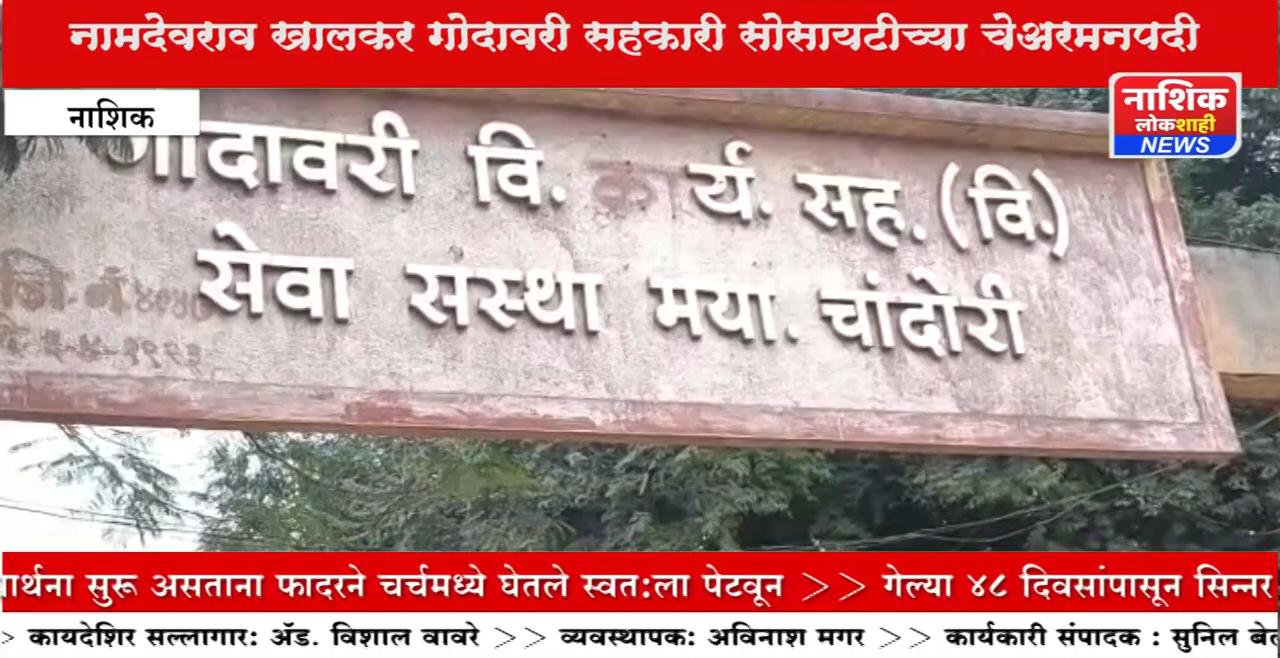 नामदेवराव खालकर गोदावरी सहकारी सोसायटीच्या चेअरमनपदी
नाशिक
नाशिक
लोकशाही
NEWS
गोदावरी वि. कार्य. सह. (वि.)
सेवा संस्था मया. चांदोरी
सुरू असताना फादरने चर्चमध्ये घेतले स्वत:ला पेटवून >> गेल्या ४८ दिवसांपासून सिन्नर
> कायदेशिर सल्लागार: ॲड. विशाल वावरे >> व्यवस्थापक: अविनाश मगर >> कार्यकारी संपादक : सुनिल